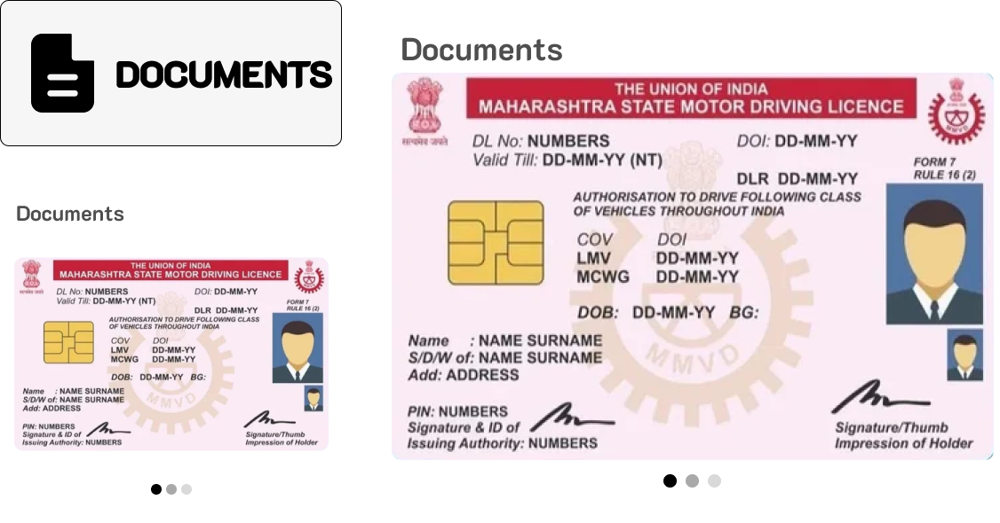 DOCUMENTS
Documents
THE UNION OF INDIA
MAHARASHTRA STATE MOTOR DRIVING LICENCE
सत्यमेव जयते
DL No: NUMBERS DOI: DD-MM-YY
Valid Till: DD-MM-YY (NT)
FORM 7
DLR DD-MM-YY RULE 16 (2)
AUTHORISATION TO DRIVE FOLLOWING CLASS
OF VEHICLES THROUGHOUT INDIA
COV DOI
LMV DD-MM-YY
MCWG DD-MM-YY
DOB: DD-MM-YY BG:
MMVD
Name : NAME SURNAME
S/D/W of: NAME SURNAME
Add: ADDRESS
PIN: NUMBERS
Signature & ID of
Issuing Authority: NUMBERS
Signature/Thumb
Impression of Holder
Documents
THE UNION OF INDIA
MAHARASHTRA STATE MOTOR DRIVING LICENCE
सत्यमेव जयते
MMVD
DL No: NUMBERS DOI: DD-MM-YY
Valid Till: DD-MM-YY (NT)
FORM 7
DLR DD-MM-YY RULE 16 (2)
AUTHORISATION TO DRIVE FOLLOWING CLASS
OF VEHICLES THROUGHOUT INDIA
COV DOI
LMV DD-MM-YY
MCWG DD-MM-YY
DOB: DD-MM-YY BG:
MMVD
Name : NAME SURNAME
S/D/W of: NAME SURNAME
Add: ADDRESS
PIN: NUMBERS
Signature & ID of
Issuing Authority: NUMBERS
Signature/Thumb
Impression of Holder